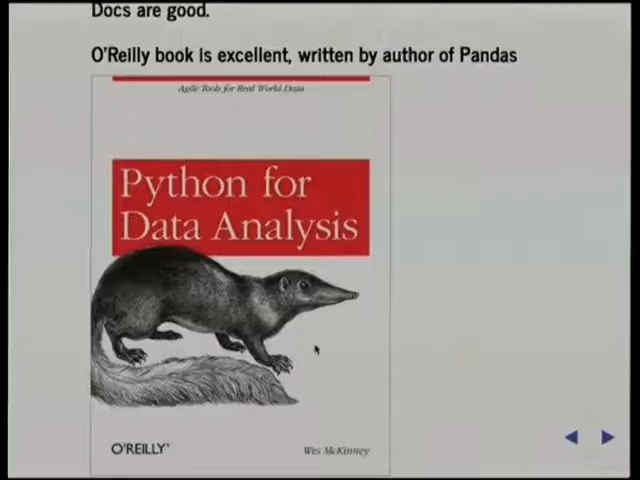 Docs are good.
O'Reilly book is excellent, written by author of Pandas
Agile Tools for Real World Data
Python for
Data Analysis
O'REILLY®
Wes McKinney